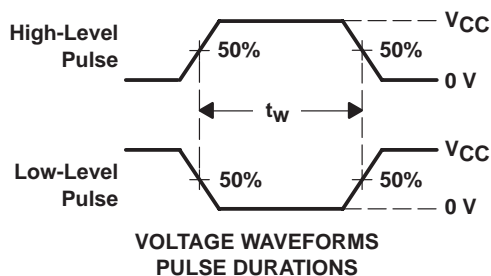 High-Level
Pulse
50%
50%
VCC
0 V
tw
Low-Level
Pulse
50%
50%
VCC
0 V
VOLTAGE WAVEFORMS
PULSE DURATIONS